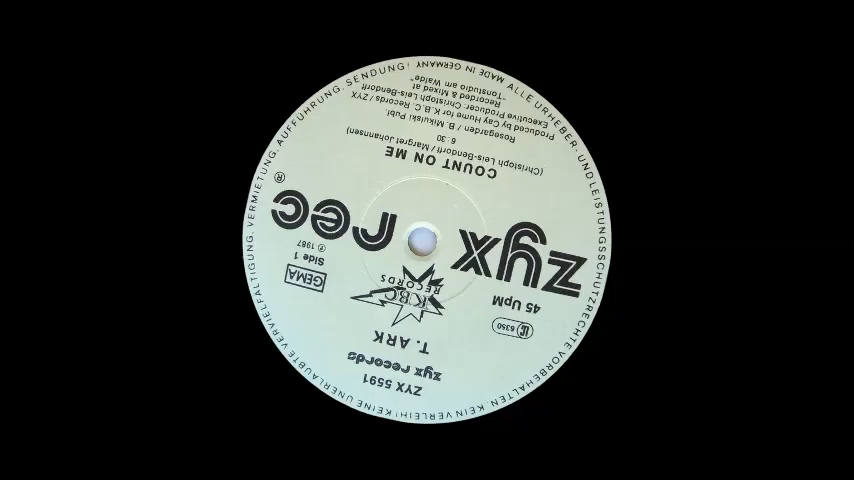 ZYX 5591
zyx records
T. ARK
KBC
RECORDS
LC 6350
45 UpM
GEMA
Side 1
℗ 1987
zyx rec ®
COUNT ON ME
(Christoph Leis-Bendorff / Margret Johannsen)
6:30
Rosegarden / B. Mikulski Publ.
Produced by Cay Hume for K.B.C. Records / ZYX
Executive Producer: Christoph Leis-Bendorff
Recorded & Mixed at
"Tonstudio am Walde"
ALLE URHEBER- UND LEISTUNGSSCHUTZRECHTE VORBEHALTEN. KEIN VERLEIH! KEINE UNERLAUBTE VERVIELFÄLTIGUNG, VERMIETUNG, AUFFÜHRUNG, SENDUNG! MADE IN GERMANY